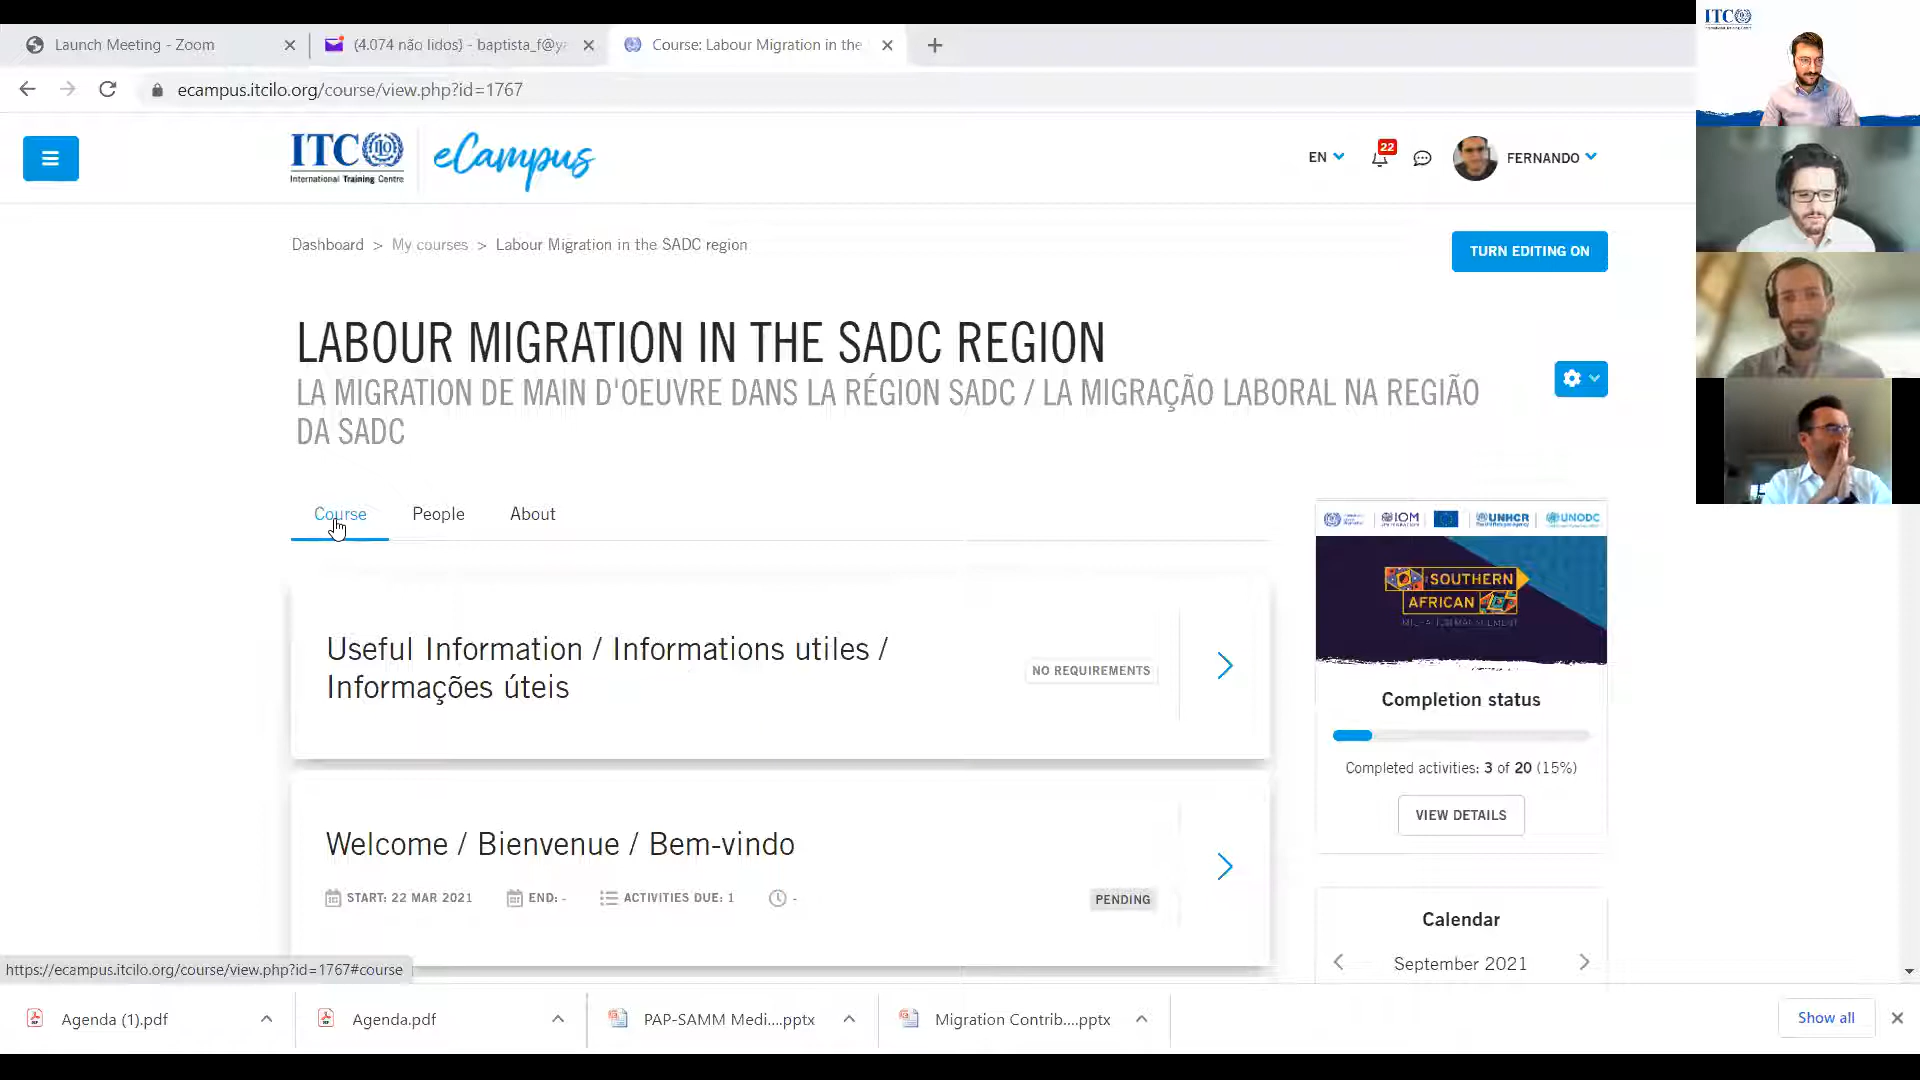 Launch Meeting - Zoom
(4.074 não lidos) - baptista_f@ya
Course: Labour Migration in the
ecampus.itcilo.org/course/view.php?id=1767
ITC
ITC
International Training Centre
eCampus
EN
22
FERNANDO
Dashboard > My courses > Labour Migration in the SADC region
TURN EDITING ON
LABOUR MIGRATION IN THE SADC REGION
LA MIGRATION DE MAIN D'OEUVRE DANS LA RÉGION SADC / LA MIGRAÇÃO LABORAL NA REGIÃO
DA SADC
Course
People
About
IOM
UNHCR
UNODC
SOUTHERN
AFRICAN
MIGRATION MANAGEMENT
Useful Information / Informations utiles /
Informações úteis
NO REQUIREMENTS
Completion status
Completed activities: 3 of 20 (15%)
VIEW DETAILS
Welcome / Bienvenue / Bem-vindo
START: 22 MAR 2021
END: -
ACTIVITIES DUE: 1
-
PENDING
Calendar
September 2021
https://ecampus.itcilo.org/course/view.php?id=1767#course
Agenda (1).pdf
Agenda.pdf
PAP-SAMM Medi....pptx
Migration Contrib....pptx
Show all